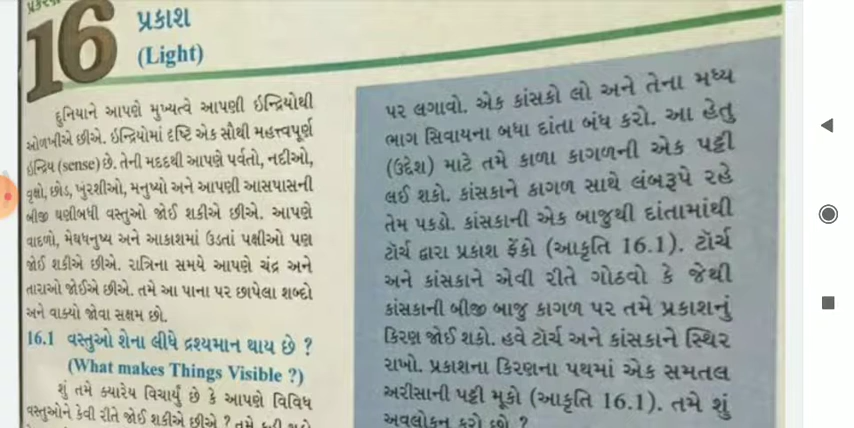 પ્રકરણ
16
પ્રકાશ
(Light)
દુનિયાને આપણે મુખ્યત્વે આપણી ઇન્દ્રિયોથી
ઓળખીએ છીએ. ઇન્દ્રિયોમાં દૃષ્ટિ એક સૌથી મહત્ત્વપૂર્ણ
ઇન્દ્રિય (sense) છે. તેની મદદથી આપણે પર્વતો, નદીઓ,
વૃક્ષો, છોડ, ખુરશીઓ, મનુષ્યો અને આપણી આસપાસની
બીજી ઘણીબધી વસ્તુઓ જોઈ શકીએ છીએ. આપણે
વાદળો, મેઘધનુષ્ય અને આકાશમાં ઉડતાં પક્ષીઓ પણ
જોઈ શકીએ છીએ. રાત્રિના સમયે આપણે ચંદ્ર અને
તારાઓ જોઈએ છીએ. તમે આ પાના પર છાપેલા શબ્દો
અને વાક્યો જોવા સક્ષમ છો.
16.1 વસ્તુઓ શેના લીધે દ્રશ્યમાન થાય છે ?
(What makes Things Visible ?)
શું તમે ક્યારેય વિચાર્યું છે કે આપણે વિવિધ
વસ્તુઓને કેવી રીતે જોઈ શકીએ છીએ ? તમે
પર લગાવો. એક કાંસકો લો અને તેના મધ્ય
ભાગ સિવાયના બધા દાંતા બંધ કરો. આ હેતુ
(ઉદ્દેશ) માટે તમે કાળા કાગળની એક પટ્ટી
લઈ શકો. કાંસકાને કાગળ સાથે લંબરૂપે રહે
તેમ પકડો. કાંસકાની એક બાજુથી દાંતામાંથી
ટૉર્ચ દ્વારા પ્રકાશ ફેંકો (આકૃતિ 16.1). ટૉર્ચ
અને કાંસકાને એવી રીતે ગોઠવો કે જેથી
કાંસકાની બીજી બાજુ કાગળ પર તમે પ્રકાશનું
કિરણ જોઈ શકો. હવે ટૉર્ચ અને કાંસકાને સ્થિર
રાખો. પ્રકાશના કિરણના પથમાં એક સમતલ
અરીસાની પટ્ટી મૂકો (આકૃતિ 16.1). તમે શું
અવલોકન કરો છો ?